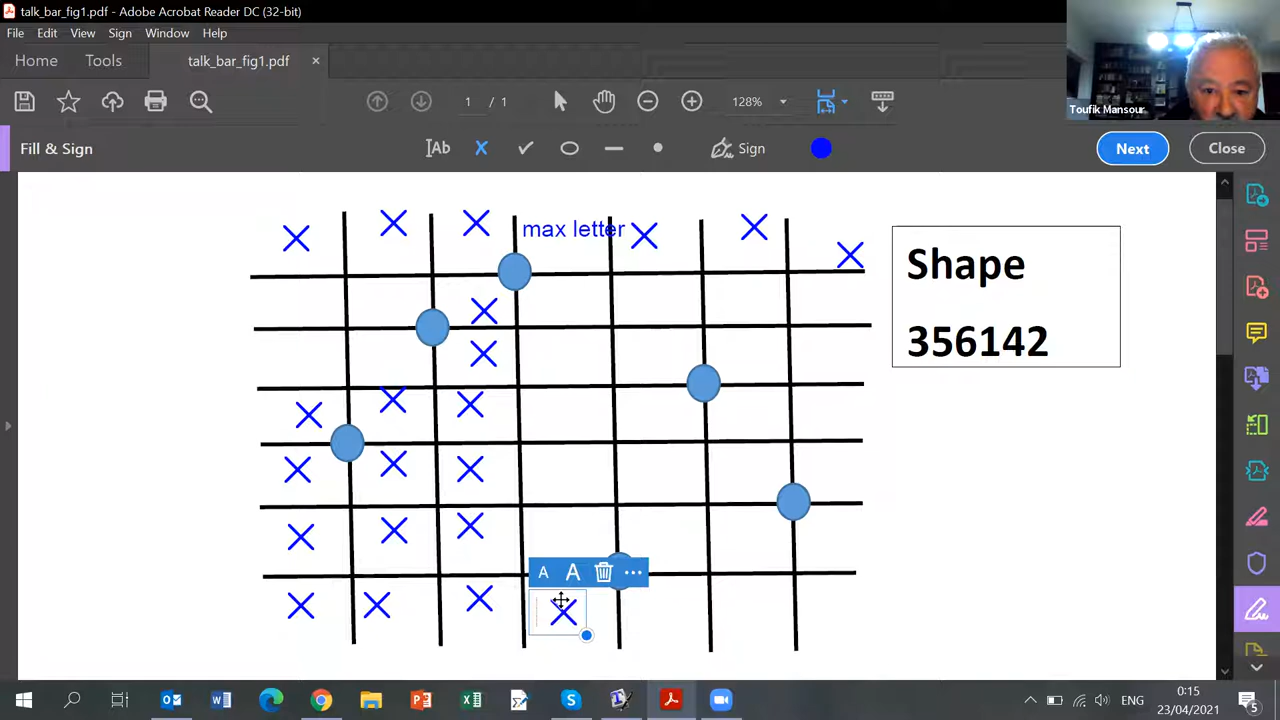 talk_bar_fig1.pdf - Adobe Acrobat Reader DC (32-bit)
File Edit View Sign Window Help
Home Tools talk_bar_fig1.pdf ×
1 / 1 128%
Toufik Mansour
Fill & Sign Ab Sign Next Close
max letter
Shape
356142
A A
ENG
0:15
23/04/2021
5